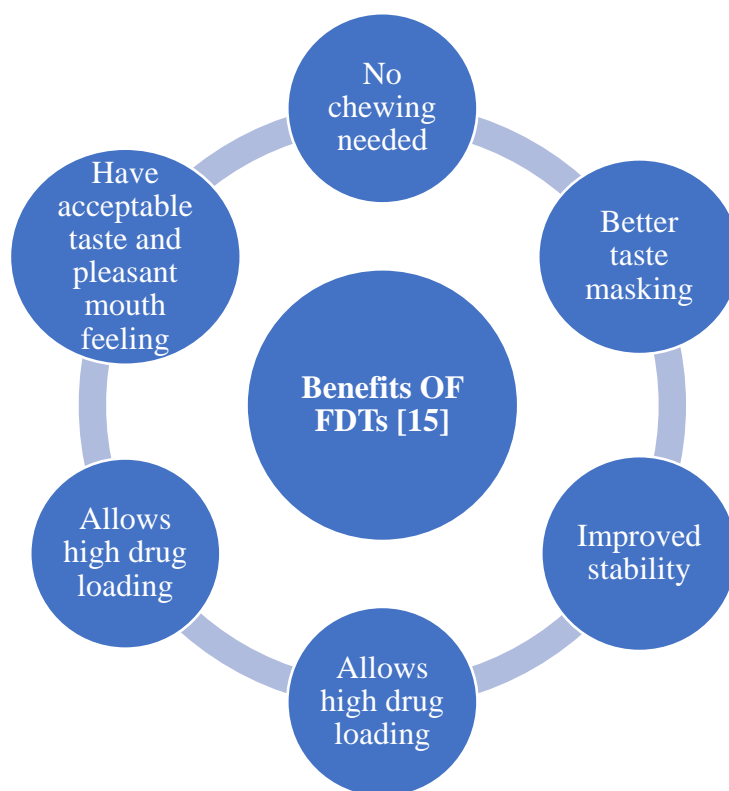 No
chewing
needed
Better
taste
masking
Improved
stability
Allows
high drug
loading
Allows
high drug
loading
Have
acceptable
taste and
pleasant
mouth
feeling
Benefits OF
FDTs [15]